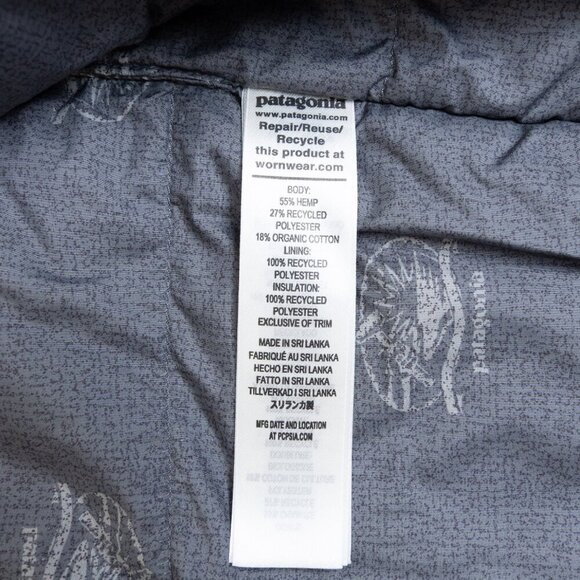 patagonia
www.patagonia.com
Repair/Reuse/
Recycle
this product at
wornwear.com
BODY:
55% HEMP
27% RECYCLED
POLYESTER
18% ORGANIC COTTON
LINING:
100% RECYCLED
POLYESTER
INSULATION:
100% RECYCLED
POLYESTER
EXCLUSIVE OF TRIM
MADE IN SRI LANKA
FABRIQUÉ AU SRI LANKA
HECHO EN SRI LANKA
FATTO IN SRI LANKA
TILLVERKAD I SRI LANKA
スリランカ製
MFG DATE AND LOCATION
AT PCPSIA.COM
patagonia